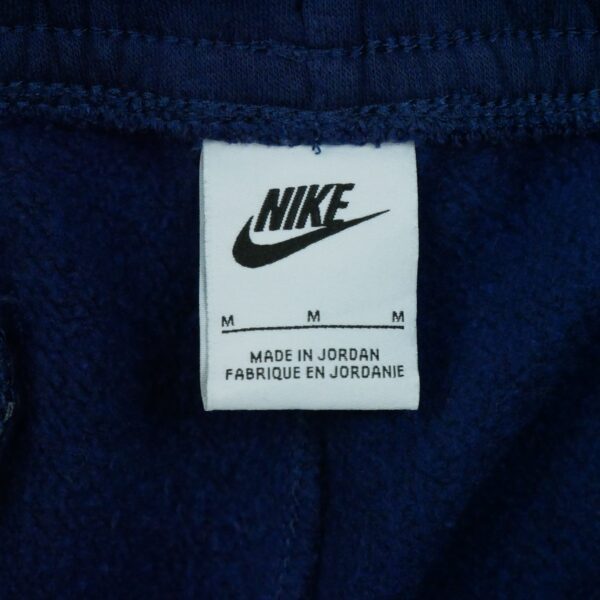 NIKE
M M M
MADE IN JORDAN
FABRIQUE EN JORDANIE